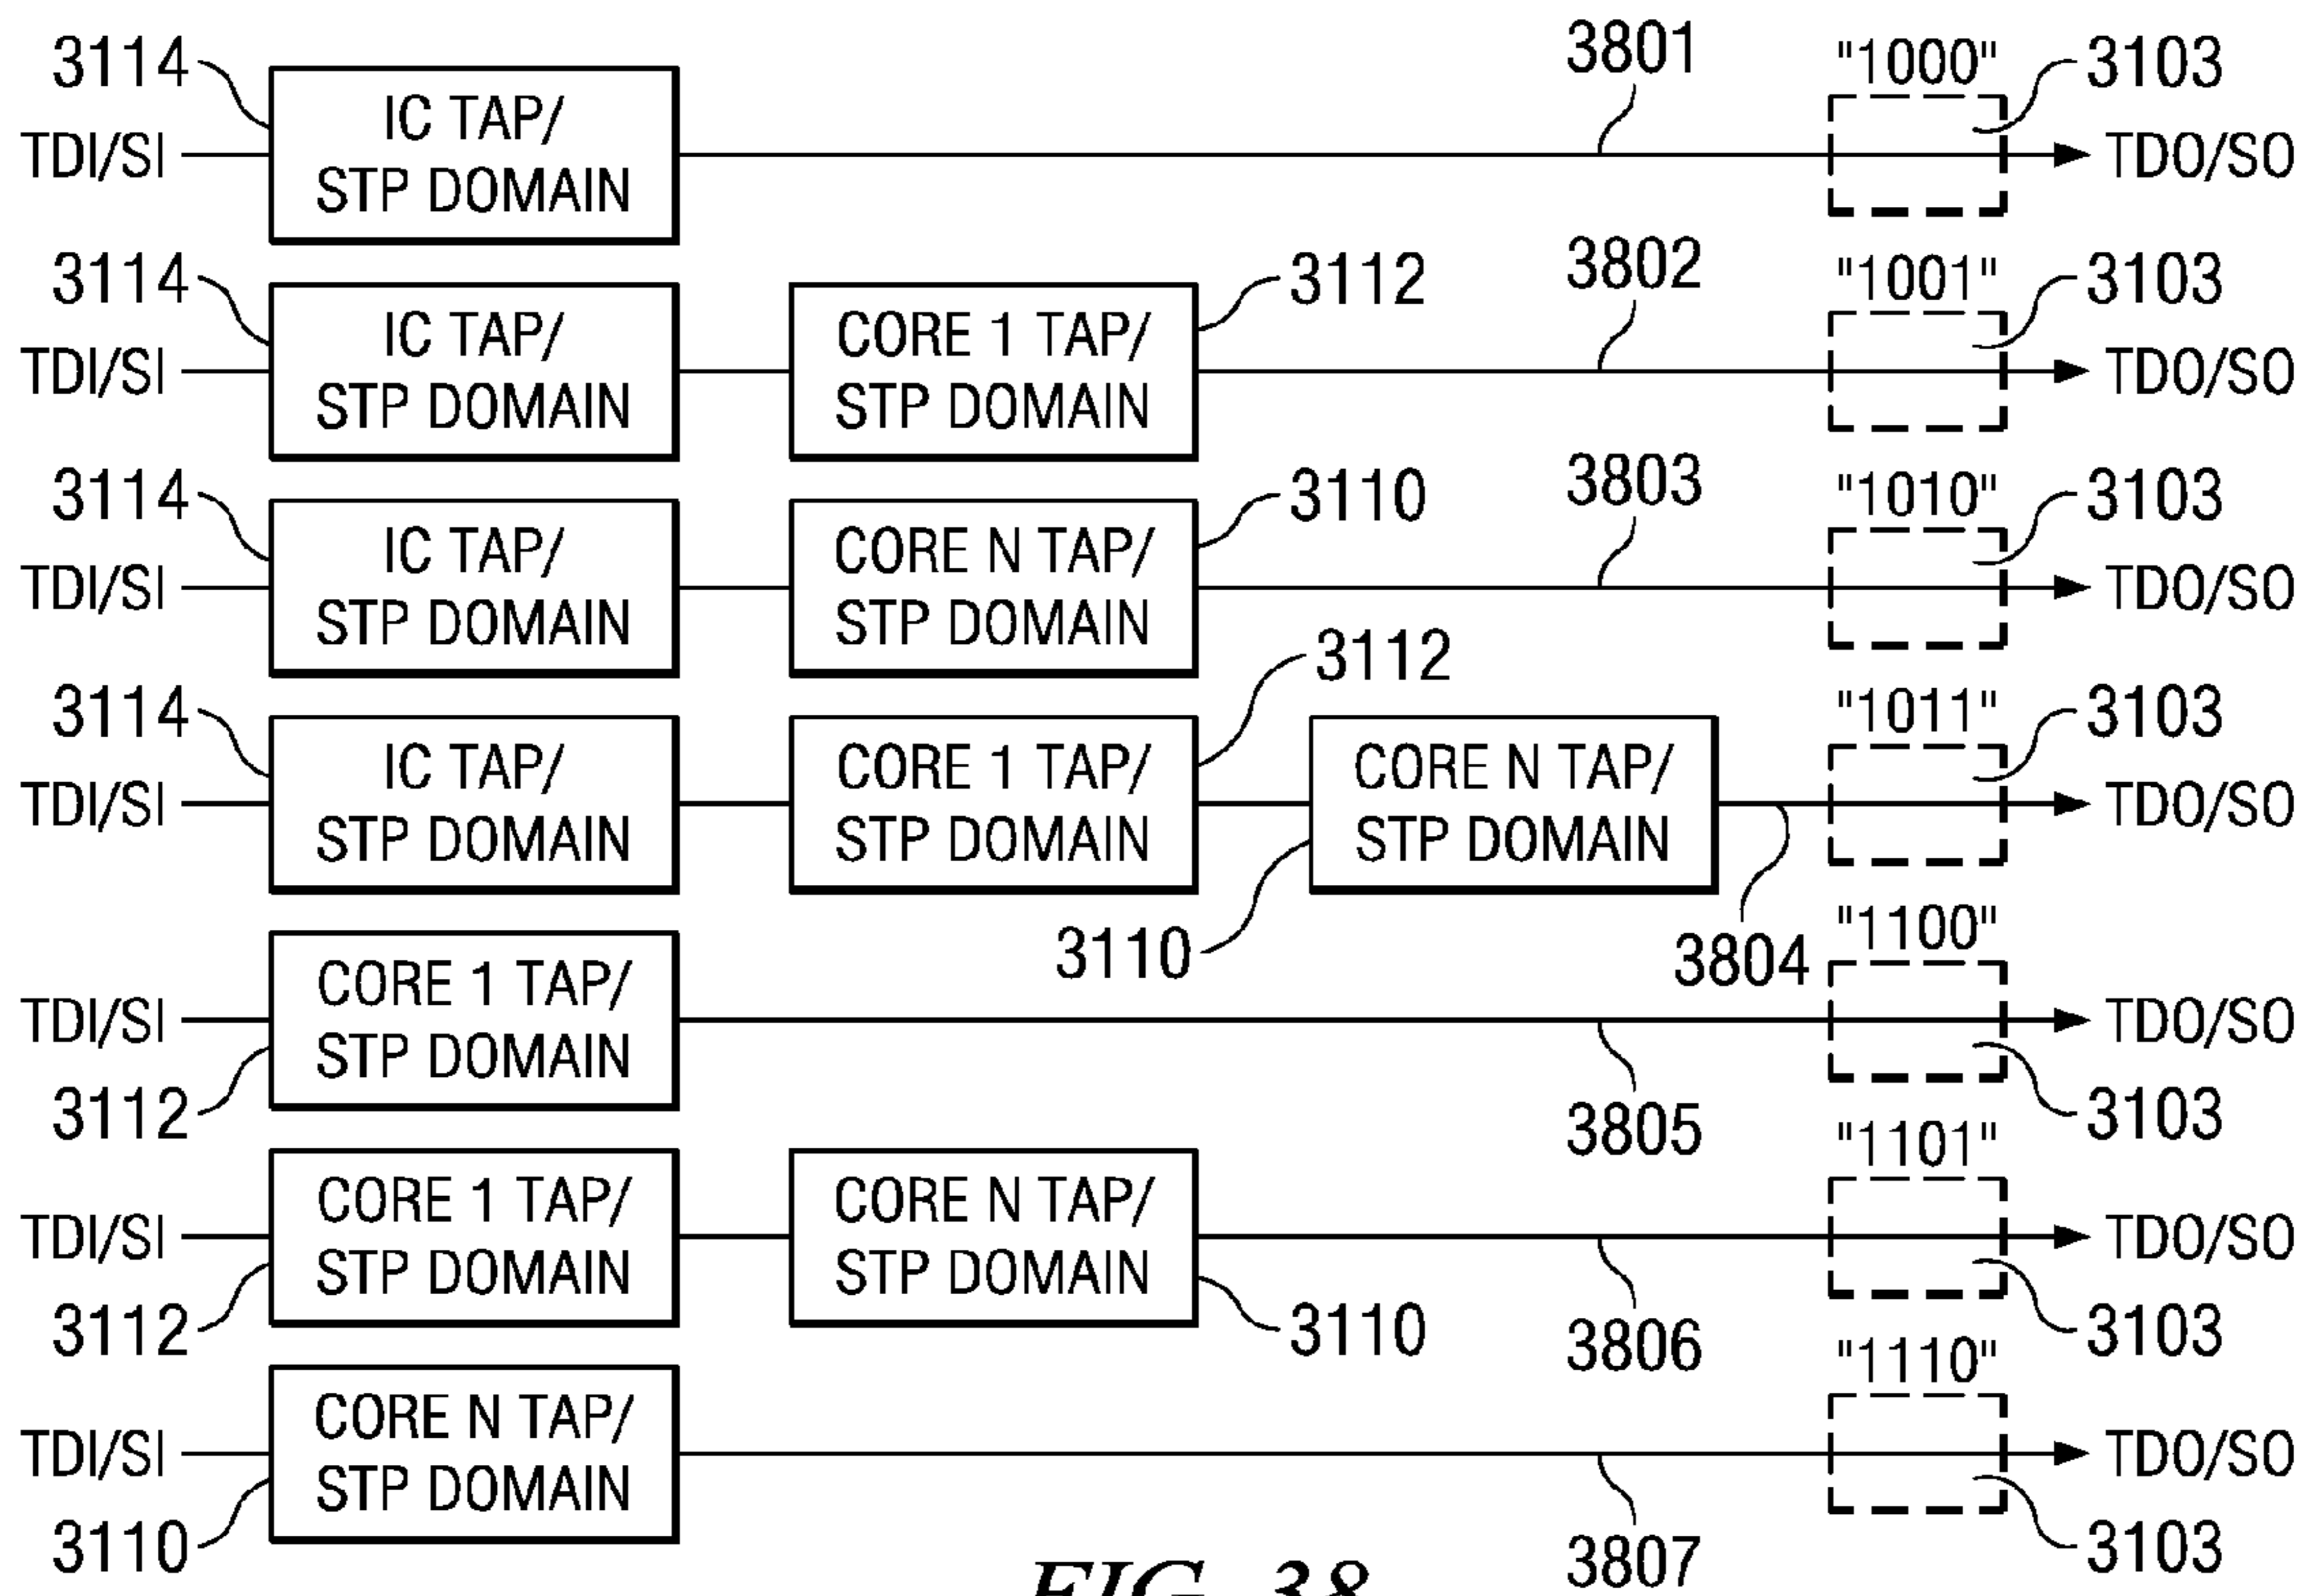 3801
"1000"
3114
3103
IC TAP/
STP DOMAIN
TDI/SI
TDO/SO
3802
"1001"
3114
3112
3103
IC TAP/
STP DOMAIN
CORE 1 TAP/
STP DOMAIN
TDI/SI
TDO/SO
3803
"1010"
3114
3110
3103
IC TAP/
STP DOMAIN
CORE N TAP/
STP DOMAIN
TDI/SI
TDO/SO
3112
"1011"
3114
3103
IC TAP/
STP DOMAIN
CORE 1 TAP/
STP DOMAIN
CORE N TAP/
STP DOMAIN
TDI/SI
TDO/SO
3110
3804
"1100"
CORE 1 TAP/
STP DOMAIN
TDI/SI
TDO/SO
3112
3805
3103
"1101"
CORE 1 TAP/
STP DOMAIN
CORE N TAP/
STP DOMAIN
TDI/SI
TDO/SO
3112
3110
3806
3103
"1110"
CORE N TAP/
STP DOMAIN
TDI/SI
TDO/SO
3110
3807
3103
FIG. 38